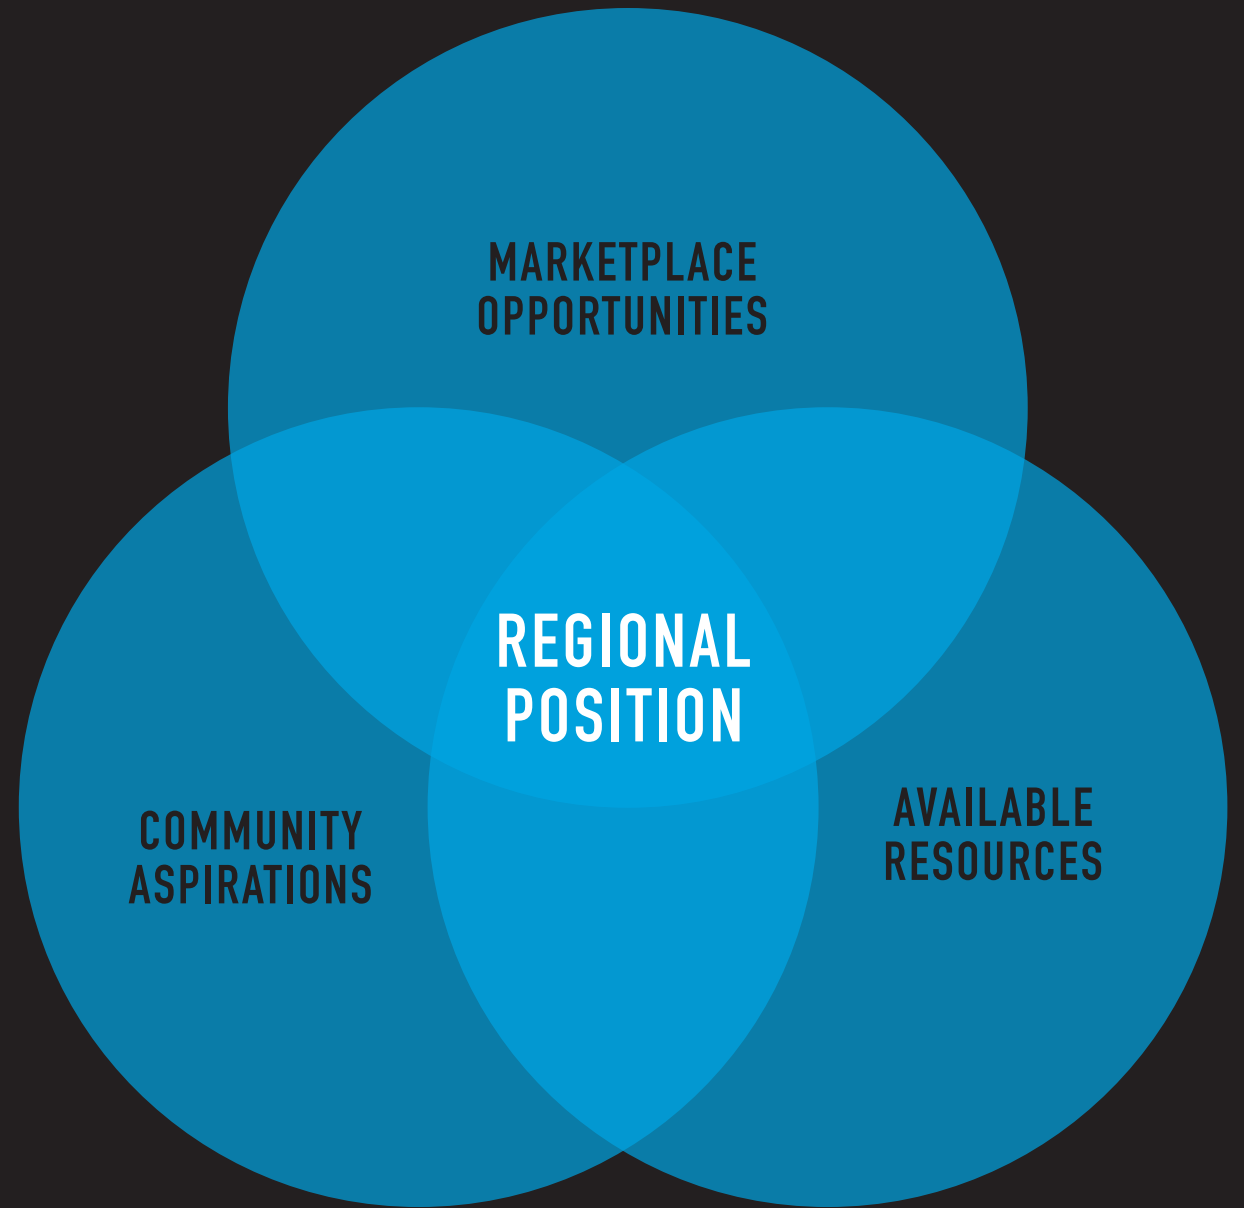 MARKETPLACE
OPPORTUNITIES
REGIONAL
POSITION
COMMUNITY
ASPIRATIONS
AVAILABLE
RESOURCES